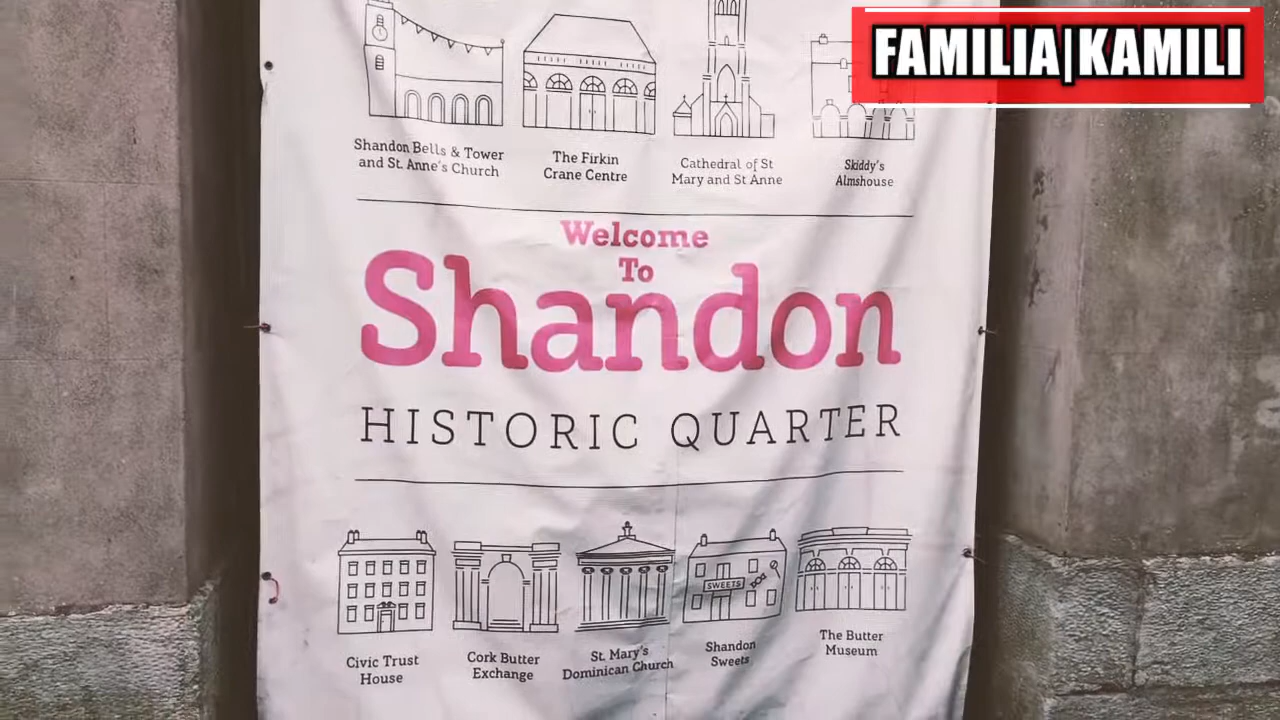 FAMILIA|KAMILI
Shandon Bells & Tower
and St. Anne's Church
The Firkin
Crane Centre
Cathedral of St
Mary and St Anne
Skiddy's
Almshouse
Welcome
To
Shandon
HISTORIC QUARTER
SWEETS
Civic Trust
House
Cork Butter
Exchange
St. Mary's
Dominican Church
Shandon
Sweets
The Butter
Museum